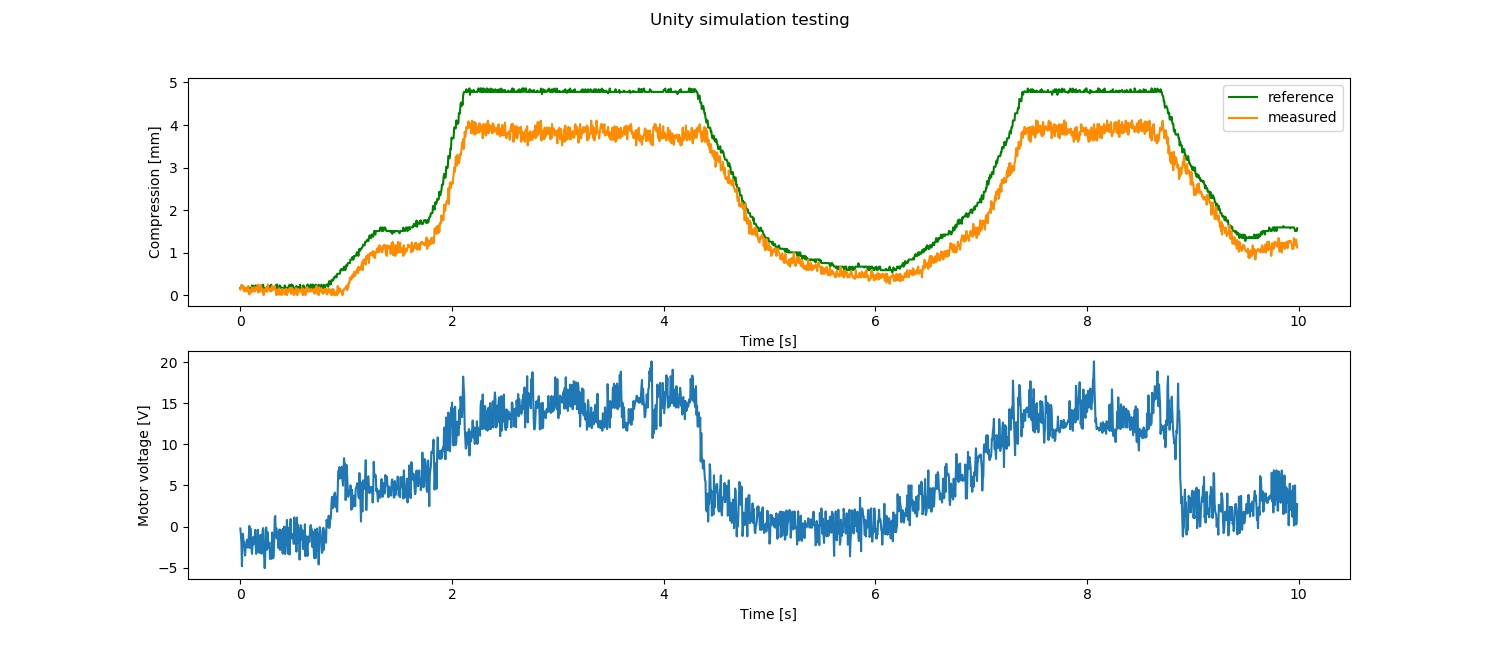 Unity simulation testing
5
4
3
2
1
0
Compression [mm]
reference
measured
0 2 4 6 8 10
Time [s]
20
15
10
5
0
−5
Motor voltage [V]
0 2 4 6 8 10
Time [s]